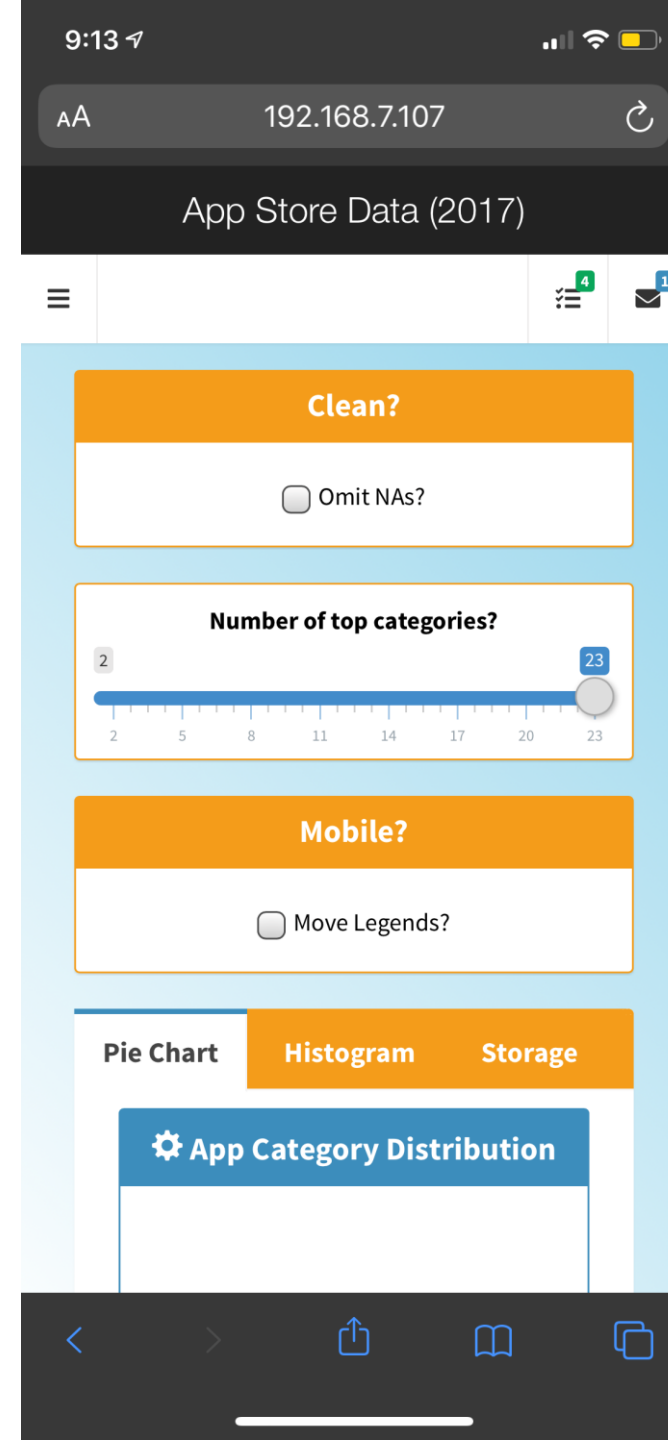 9:13
AA 192.168.7.107
App Store Data (2017)
4 1
Clean?
Omit NAs?
Number of top categories?
2 23
2 5 8 11 14 17 20 23
Mobile?
Move Legends?
Pie Chart Histogram Storage
App Category Distribution